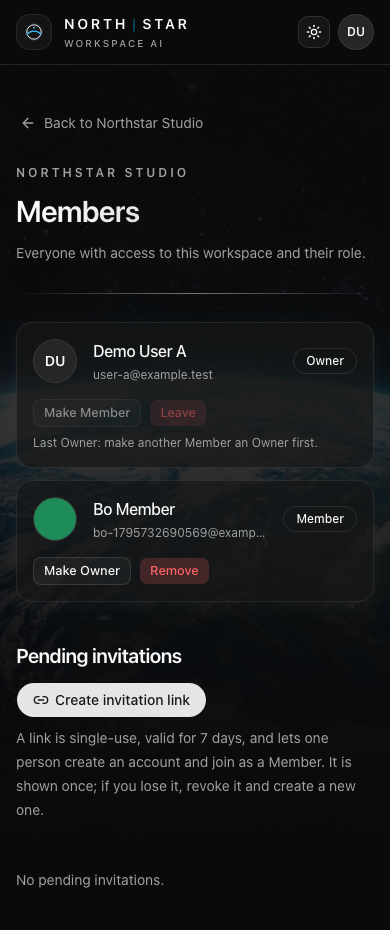 NORTH | STAR
WORKSPACE AI
DU
Back to Northstar Studio
NORTHSTAR STUDIO
Members
Everyone with access to this workspace and their role.
DU
Demo User A
user-a@example.test
Owner
Make Member
Leave
Last Owner: make another Member an Owner first.
Bo Member
bo-1795732690569@examp...
Member
Make Owner
Remove
Pending invitations
Create invitation link
A link is single-use, valid for 7 days, and lets one
person create an account and join as a Member. It is
shown once; if you lose it, revoke it and create a new
one.
No pending invitations.